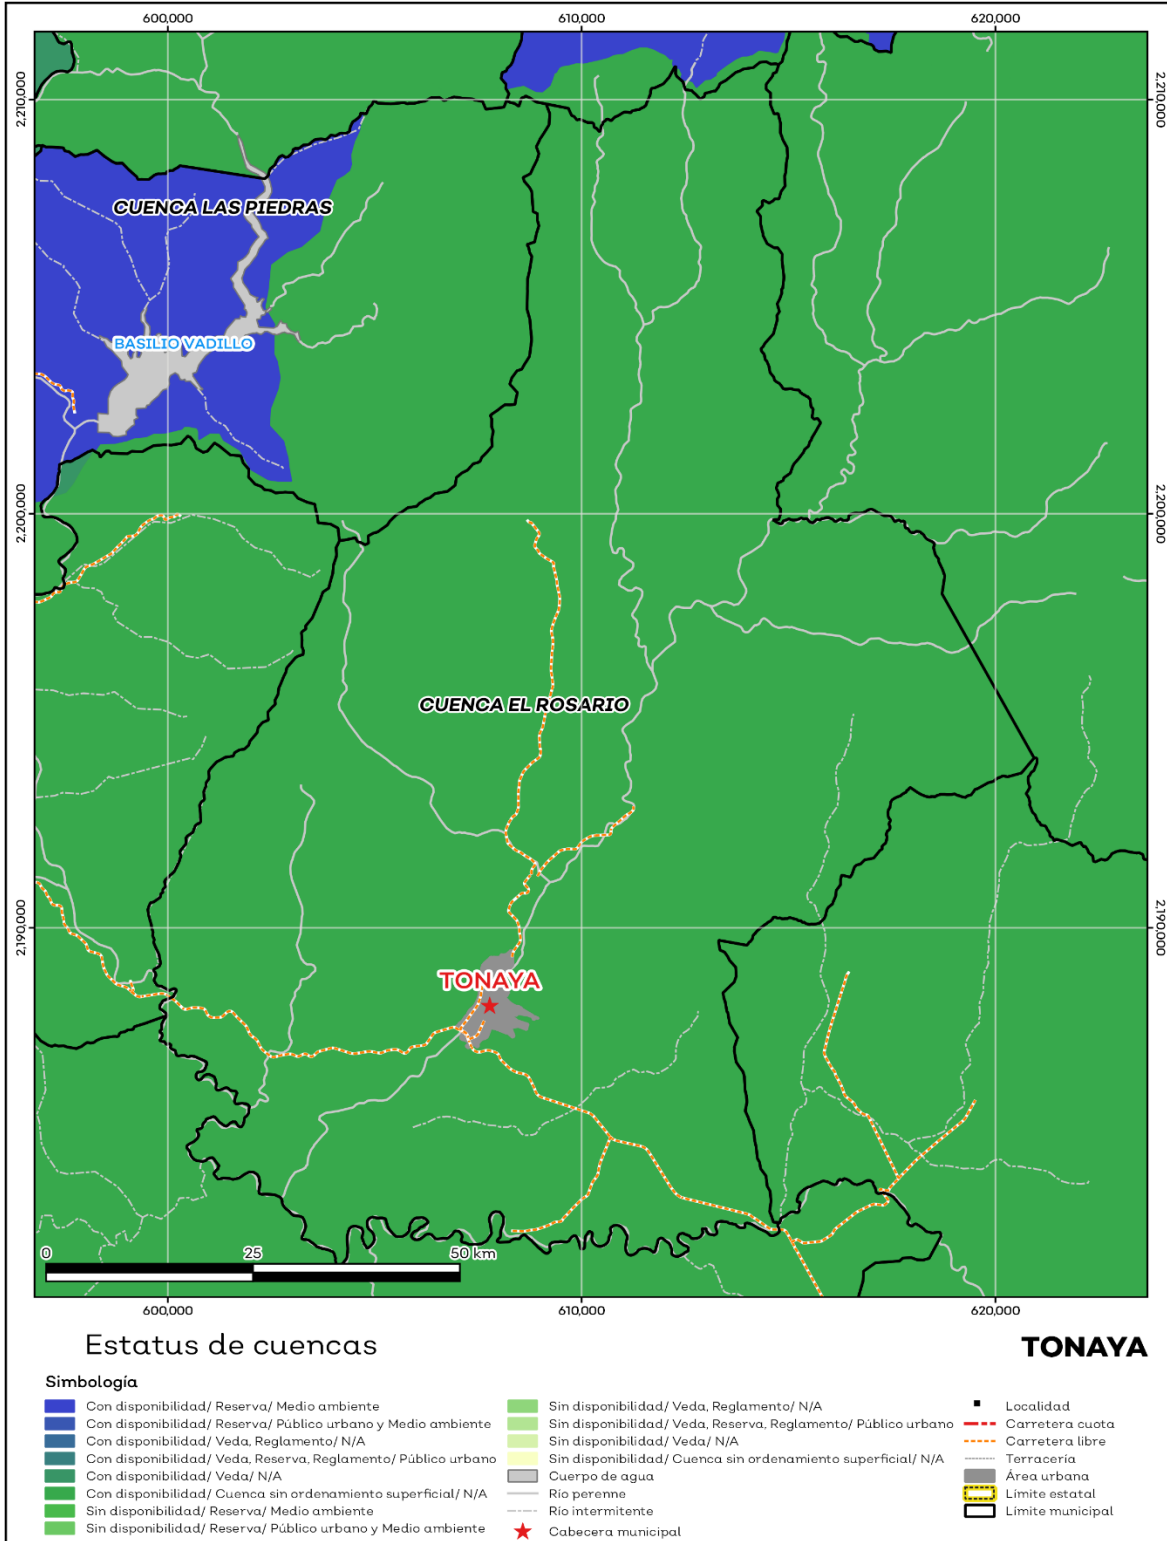 600,000 610,000 620,000
2,210,000 2,210,000
CUENCA LAS PIEDRAS
BASILIO VADILLO
2,200,000 2,200,000
CUENCA EL ROSARIO
2,190,000 2,190,000
TONAYA
0 25 50 km
600,000 610,000 620,000
Estatus de cuencas
TONAYA
Simbología
Con disponibilidad/ Reserva/ Medio ambiente
Con disponibilidad/ Reserva/ Público urbano y Medio ambiente
Con disponibilidad/ Veda, Reglamento/ N/A
Con disponibilidad/ Veda, Reserva, Reglamento/ Público urbano
Con disponibilidad/ Veda/ N/A
Con disponibilidad/ Cuenca sin ordenamiento superficial/ N/A
Sin disponibilidad/ Reserva/ Medio ambiente
Sin disponibilidad/ Reserva/ Público urbano y Medio ambiente
Sin disponibilidad/ Veda, Reglamento/ N/A
Sin disponibilidad/ Veda, Reserva, Reglamento/ Público urbano
Sin disponibilidad/ Veda/ N/A
Sin disponibilidad/ Cuenca sin ordenamiento superficial/ N/A
Cuerpo de agua
Río perenne
Río intermitente
Cabecera municipal
Localidad
Carretera cuota
Carretera libre
Terracería
Área urbana
Límite estatal
Límite municipal